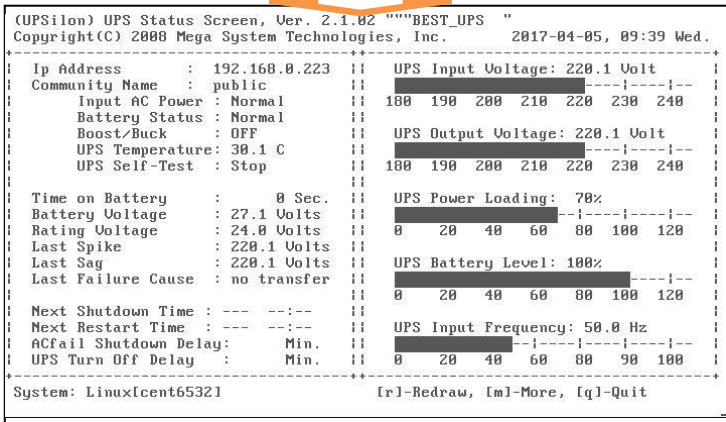 (UPSilon) UPS Status Screen, Ver. 2.1.02 """BEST_UPS "
Copyright(C) 2008 Mega System Technologies, Inc. 2017-04-05, 09:39 Wed.
Ip Address : 192.168.0.223
Community Name : public
Input AC Power : Normal
Battery Status : Normal
Boost/Buck : OFF
UPS Temperature: 30.1 C
UPS Self-Test : Stop
Time on Battery : 0 Sec.
Battery Voltage : 27.1 Volts
Rating Voltage : 24.0 Volts
Last Spike : 220.1 Volts
Last Sag : 220.1 Volts
Last Failure Cause : no transfer
Next Shutdown Time : --- --:--
Next Restart Time : --- --:--
ACfail Shutdown Delay: Min.
UPS Turn Off Delay : Min.
UPS Input Voltage: 220.1 Volt
180 190 200 210 220 230 240
UPS Output Voltage: 220.1 Volt
180 190 200 210 220 230 240
UPS Power Loading: 70%
0 20 40 60 80 100 120
UPS Battery Level: 100%
0 20 40 60 80 100 120
UPS Input Frequency: 50.0 Hz
0 20 40 60 80 90 100
System: Linux[cent6532] [r]-Redraw, [m]-More, [q]-Quit